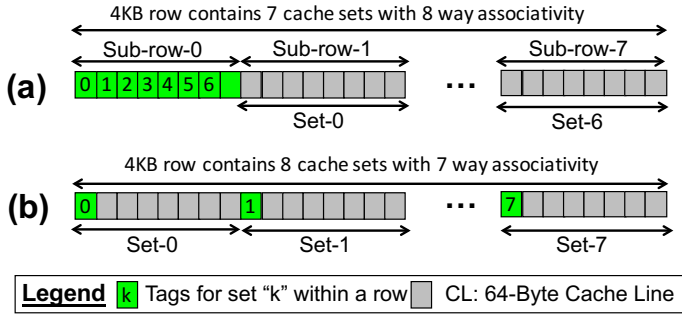 4KB row contains 7 cache sets with 8 way associativity
Sub-row-0 Sub-row-1 Sub-row-7
(a) 0 1 2 3 4 5 6 ...
Set-0 Set-6
4KB row contains 8 cache sets with 7 way associativity
(b) 0 1 ... 7
Set-0 Set-1 Set-7
Legend k Tags for set “k” within a row CL: 64-Byte Cache Line